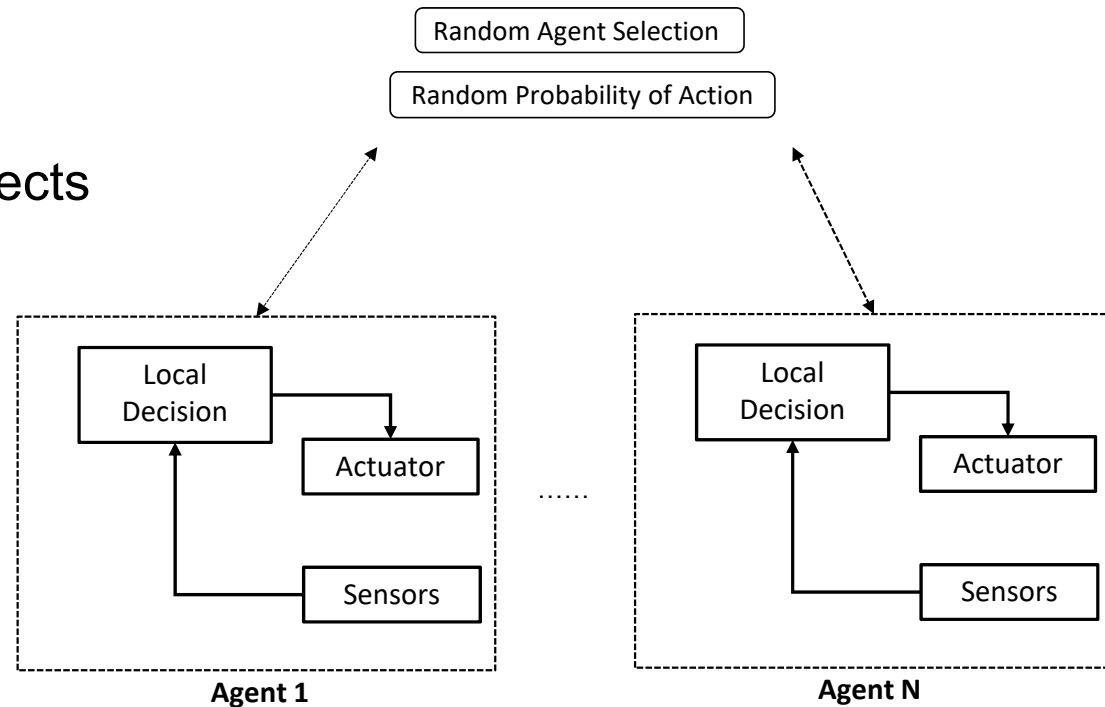 Random Agent Selection
Random Probability of Action
ects
Local
Decision
Actuator
Sensors
Agent 1
......
Local
Decision
Actuator
Sensors
Agent N